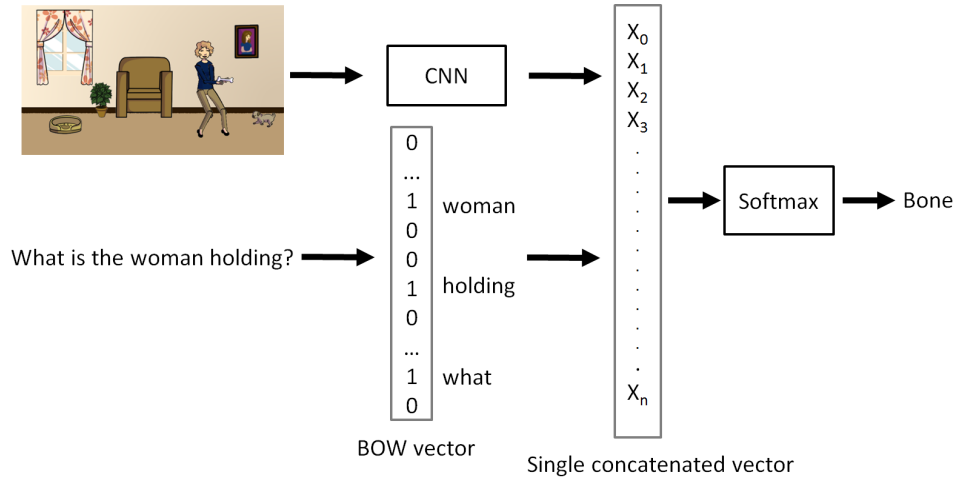 CNN
X0
X1
X2
X3
.
.
.
.
.
.
.
.
.
.
.
.
Xn
0
...
1 woman
0
0
1 holding
0
...
1 what
0
What is the woman holding?
Softmax
Bone
BOW vector
Single concatenated vector